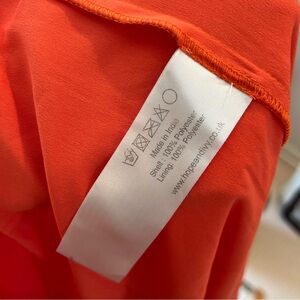 Made in India
Shell : 100% Polyester
Lining: 100% Polyester
www.hopeandivy.co.uk